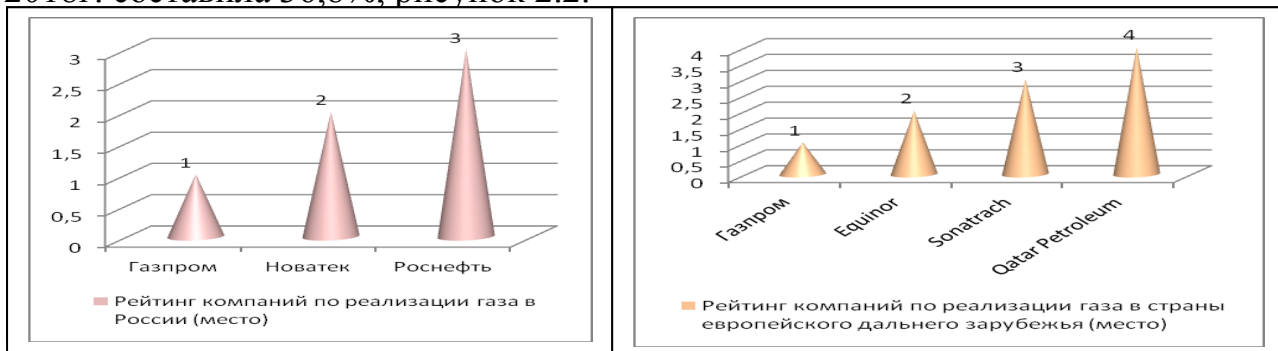 2018г. составила 36,8%, рисунок 2.2.
3
2,5
2
1,5
1
0,5
0
1
2
3
Газпром Новатек Роснефть
Рейтинг компаний по реализации газа в
России (место)
4
3,5
3
2,5
2
1,5
1
0,5
0
1
2
3
4
Газпром
Equinor
Sonatrach
Qatar Petroleum
Рейтинг компаний по реализации газа в страны
европейского дальнего зарубежья (место)